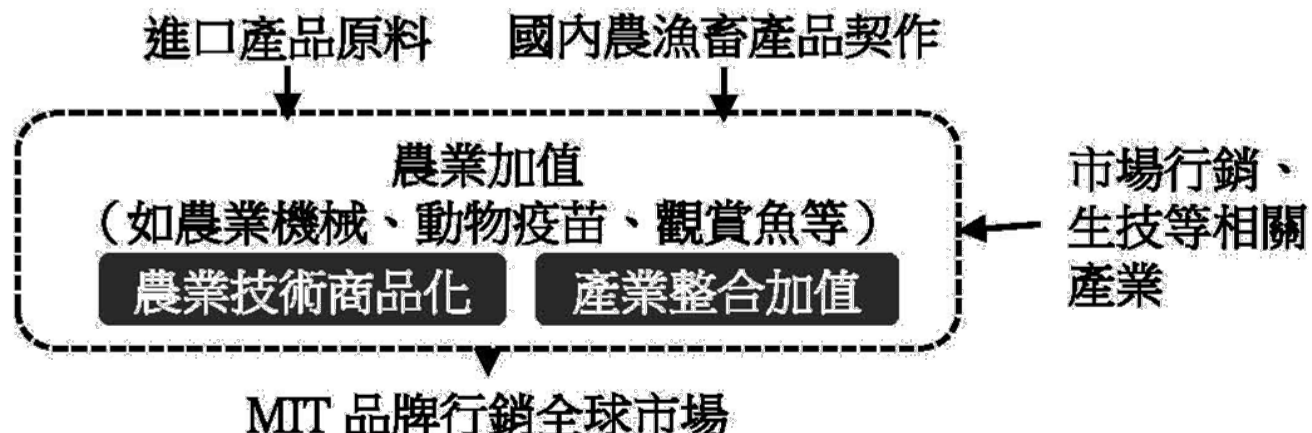 進口產品原料 國內農漁畜產品契作
農業加值
（如農業機械、動物疫苗、觀賞魚等）
農業技術商品化 產業整合加值
市場行銷、
生技等相關
產業
MIT 品牌行銷全球市場